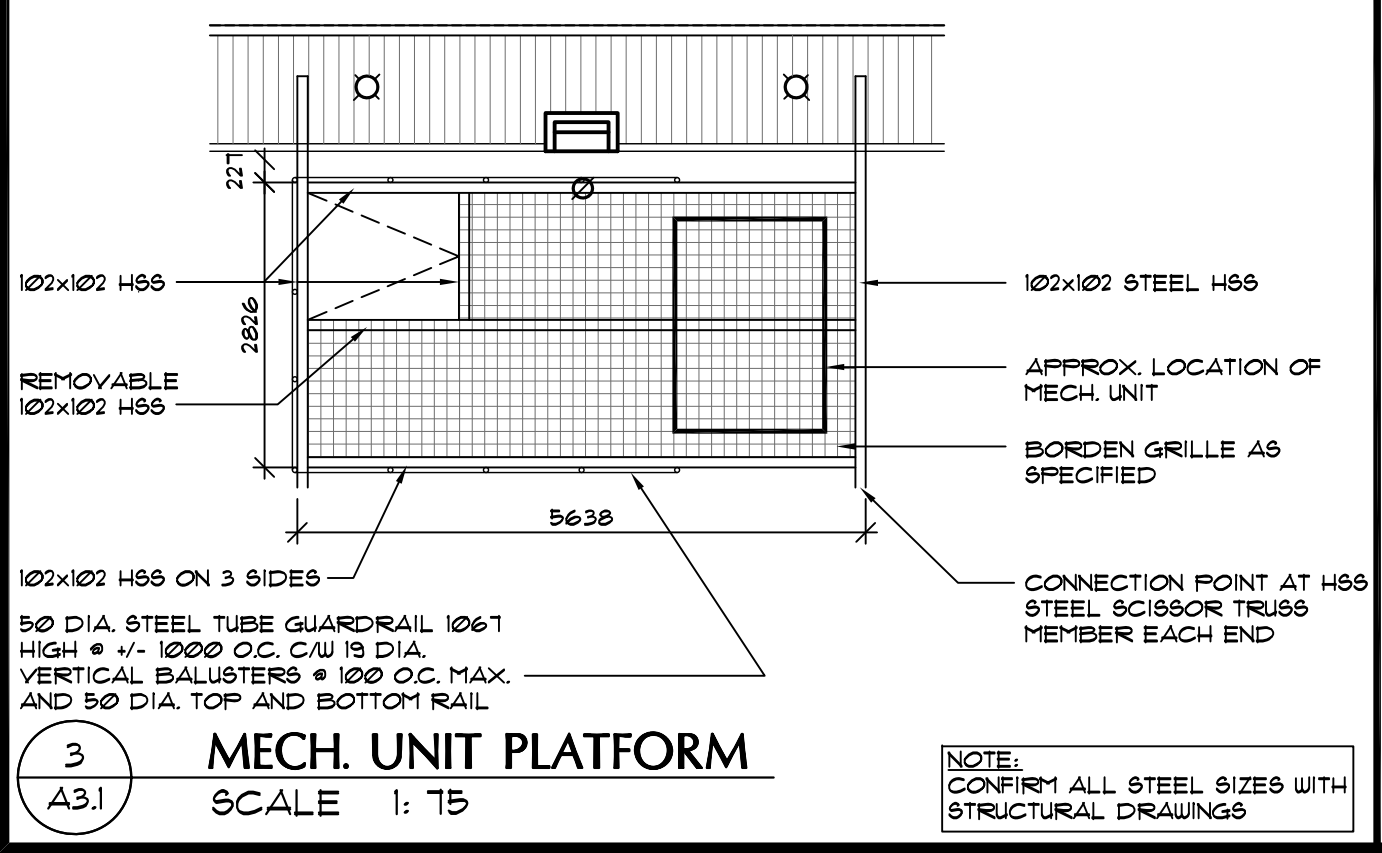 227
102x102 HSS
2826
REMOVABLE
102x102 HSS
102x102 STEEL HSS
APPROX. LOCATION OF
MECH. UNIT
BORDEN GRILLE AS
SPECIFIED
5638
102x102 HSS ON 3 SIDES
CONNECTION POINT AT HSS
STEEL SCISSOR TRUSS
MEMBER EACH END
50 DIA. STEEL TUBE GUARDRAIL 1067
HIGH @ +/- 1000 O.C. C/W 19 DIA.
VERTICAL BALUSTERS @ 100 O.C. MAX.
AND 50 DIA. TOP AND BOTTOM RAIL
3
A3.1
MECH. UNIT PLATFORM
SCALE 1: 75
NOTE:
CONFIRM ALL STEEL SIZES WITH
STRUCTURAL DRAWINGS